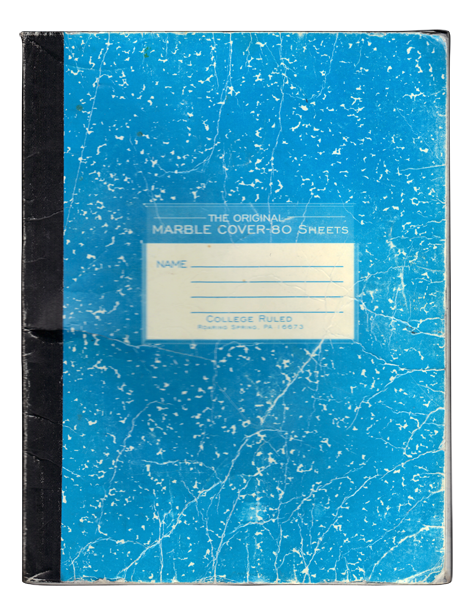 THE ORIGINAL
MARBLE COVER-80 SHEETS
NAME
COLLEGE RULED
ROARING SPRING, PA 16673